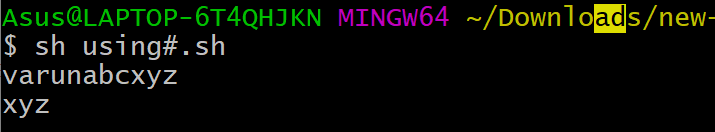 Asus@LAPTOP-6T4QHJKN MINGW64 ~/Downloads/new-
$ sh using#.sh
varunabcxyz
xyz